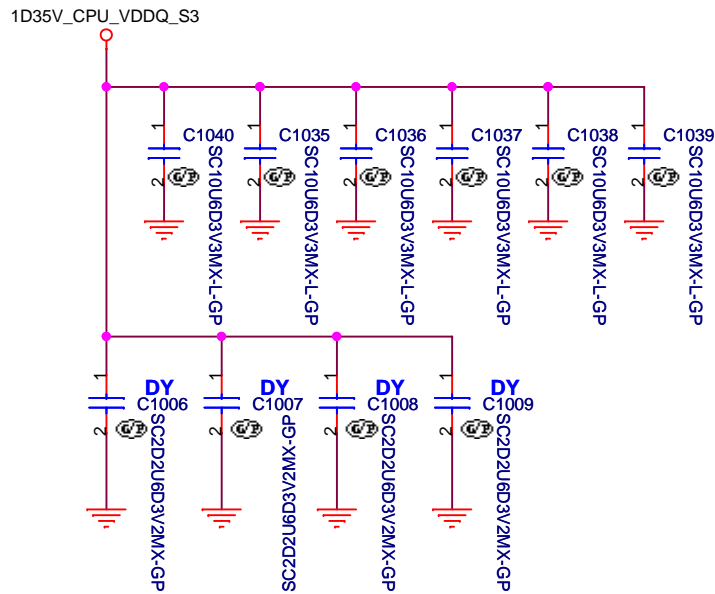 1D35V_CPU_VDDQ_S3
1
2
C1040
G/P
SC10U6D3V3MX-L-GP
1
2
C1035
G/P
SC10U6D3V3MX-L-GP
1
2
C1036
G/P
SC10U6D3V3MX-L-GP
1
2
C1037
G/P
SC10U6D3V3MX-L-GP
1
2
C1038
G/P
SC10U6D3V3MX-L-GP
1
2
C1039
G/P
SC10U6D3V3MX-L-GP
1
2
DY
C1006
G/P
SC2D2U6D3V2MX-GP
1
2
DY
C1007
G/P
SC2D2U6D3V2MX-GP
1
2
DY
C1008
G/P
SC2D2U6D3V2MX-GP
1
2
DY
C1009
G/P
SC2D2U6D3V2MX-GP